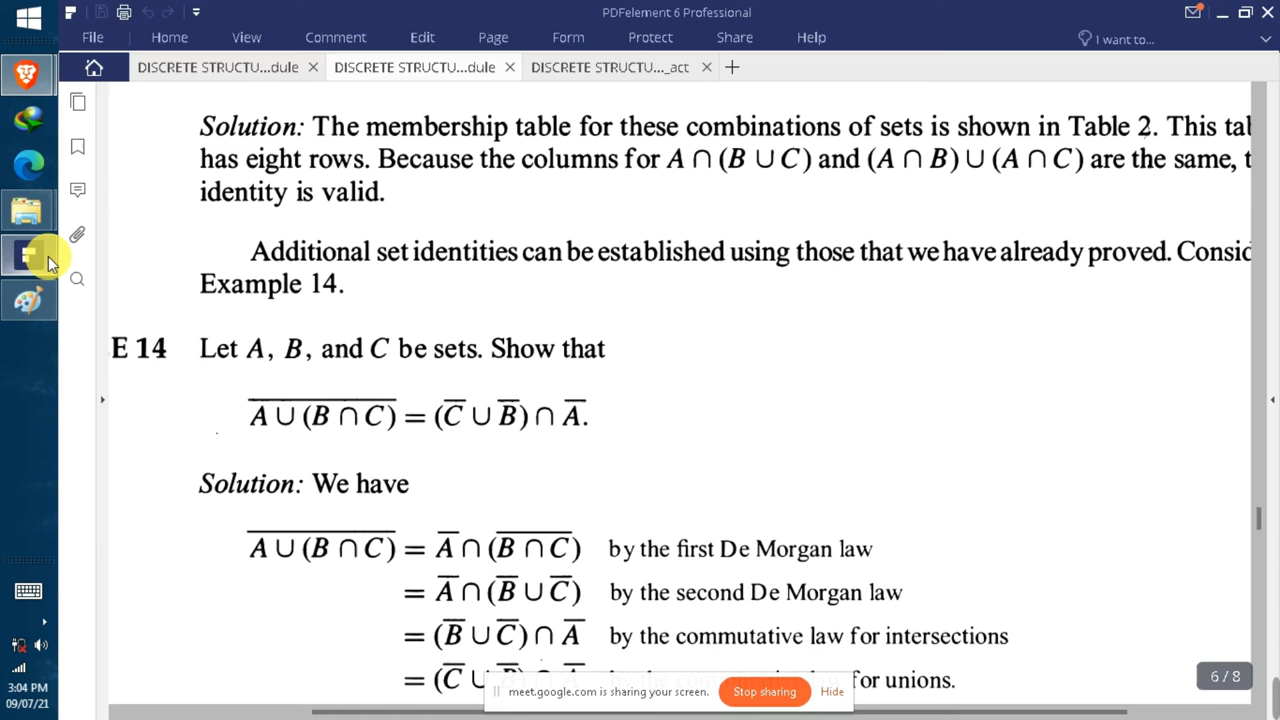 PDFelement 6 Professional
File Home View Comment Edit Page Form Protect Share Help I want to...
DISCRETE STRUCTU...dule DISCRETE STRUCTU...dule DISCRETE STRUCTU..._act
Solution: The membership table for these combinations of sets is shown in Table 2. This tab
has eight rows. Because the columns for A ∩ (B ∪ C) and (A ∩ B) ∪ (A ∩ C) are the same, t
identity is valid.
Additional set identities can be established using those that we have already proved. Consid
Example 14.
E 14 Let A, B, and C be sets. Show that
A̅ ̅∪̅ ̅(̅B̅ ̅∩̅ ̅C̅)̅ = (C̅ ∪ B̅) ∩ A̅.
Solution: We have
A̅ ̅∪̅ ̅(̅B̅ ̅∩̅ ̅C̅)̅ = A̅ ∩ (B̅ ̅∩̅ ̅C̅) by the first De Morgan law
= A̅ ∩ (B̅ ∪ C̅) by the second De Morgan law
= (B̅ ∪ C̅) ∩ A̅ by the commutative law for intersections
= (C̅ ∪ for unions.
6 / 8
meet.google.com is sharing your screen. Stop sharing Hide
3:04 PM
09/07/21